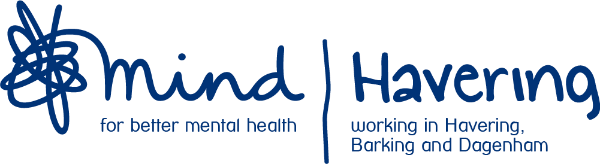 mind
for better mental health
Havering
working in Havering,
Barking and Dagenham